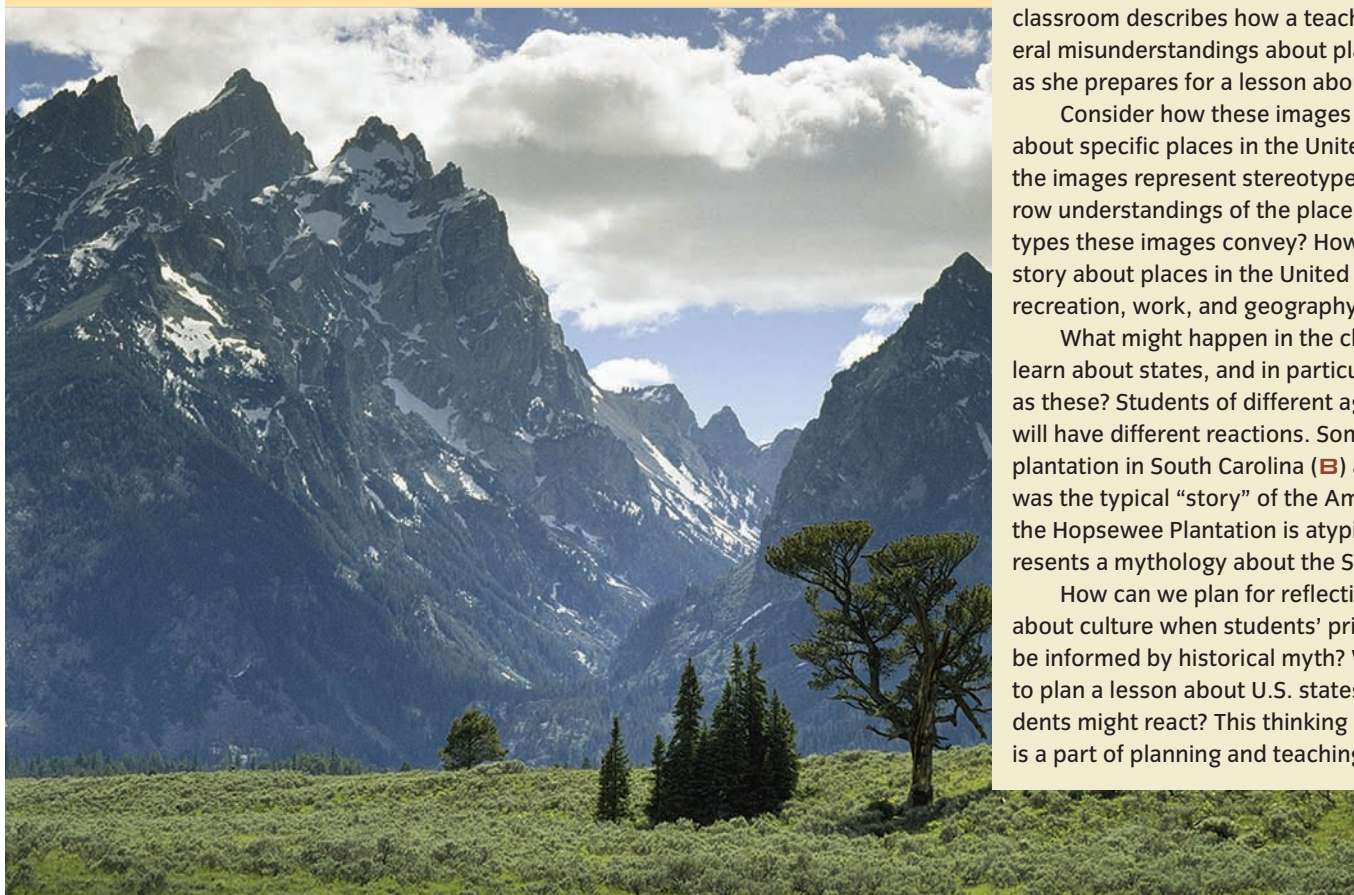 classroom describes how a teach
eral misunderstandings about pla
as she prepares for a lesson abo
Consider how these images
about specific places in the Unite
the images represent stereotype
row understandings of the place
types these images convey? How
story about places in the United
recreation, work, and geography
What might happen in the cl
learn about states, and in particu
as these? Students of different ag
will have different reactions. Son
plantation in South Carolina (B) a
was the typical "story" of the Am
the Hopsewee Plantation is atypi
resents a mythology about the S
How can we plan for reflecti
about culture when students' pri
be informed by historical myth? W
to plan a lesson about U.S. states
dents might react? This thinking
is a part of planning and teaching